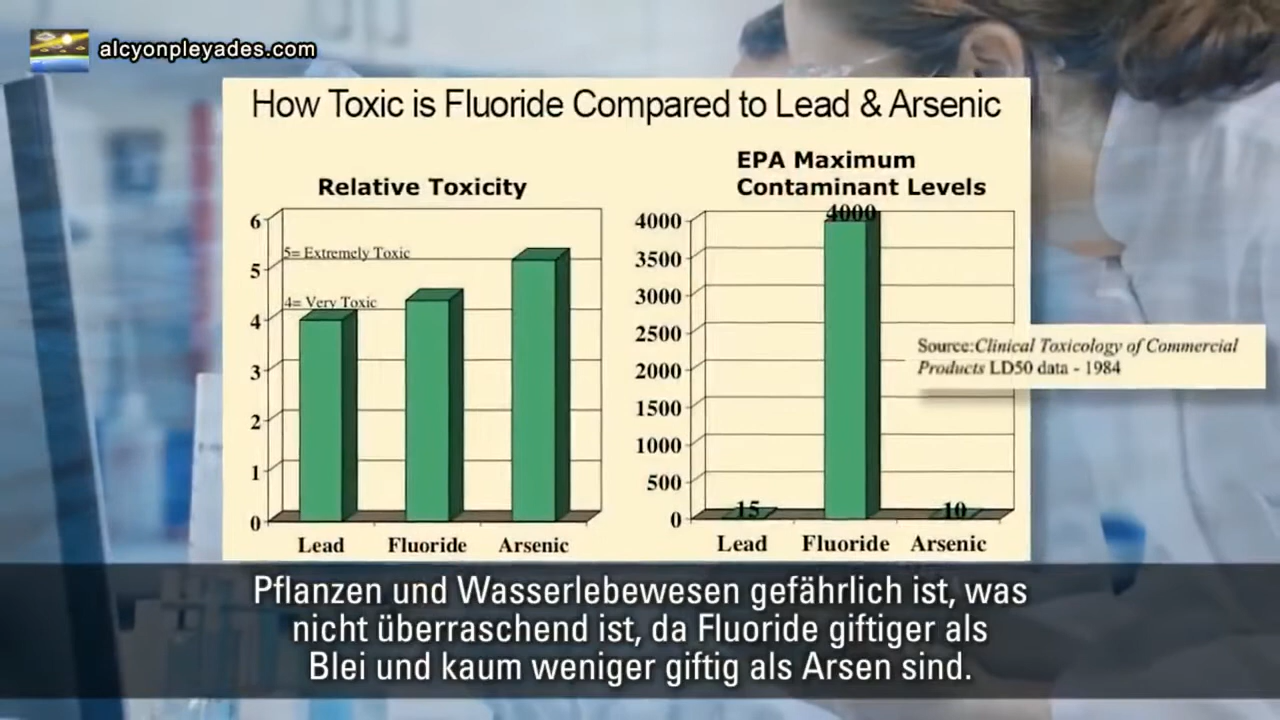 alcyonpleyades.com
How Toxic is Fluoride Compared to Lead & Arsenic
Relative Toxicity
6
5= Extremely Toxic
5
4= Very Toxic
4
3
2
1
0
Lead Fluoride Arsenic
EPA Maximum
Contaminant Levels
4000
4000
3500
3000
2500
2000
1500
1000
500
0
15
10
Lead Fluoride Arsenic
Source:Clinical Toxicology of Commercial
Products LD50 data - 1984
Pflanzen und Wasserlebewesen gefährlich ist, was
nicht überraschend ist, da Fluoride giftiger als
Blei und kaum weniger giftig als Arsen sind.